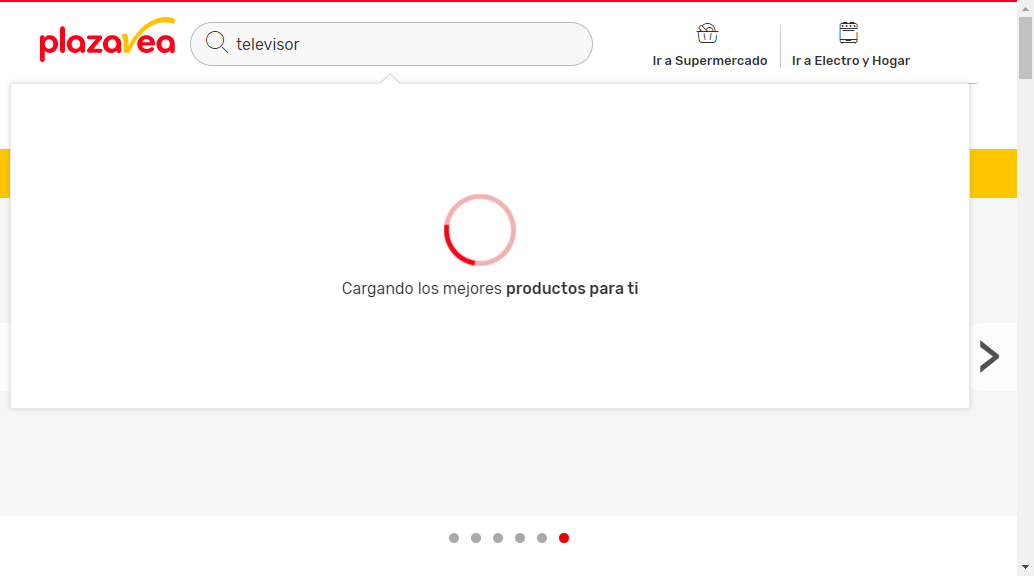 plazavea
televisor
Ir a Supermercado
Ir a Electro y Hogar
Cargando los mejores productos para ti